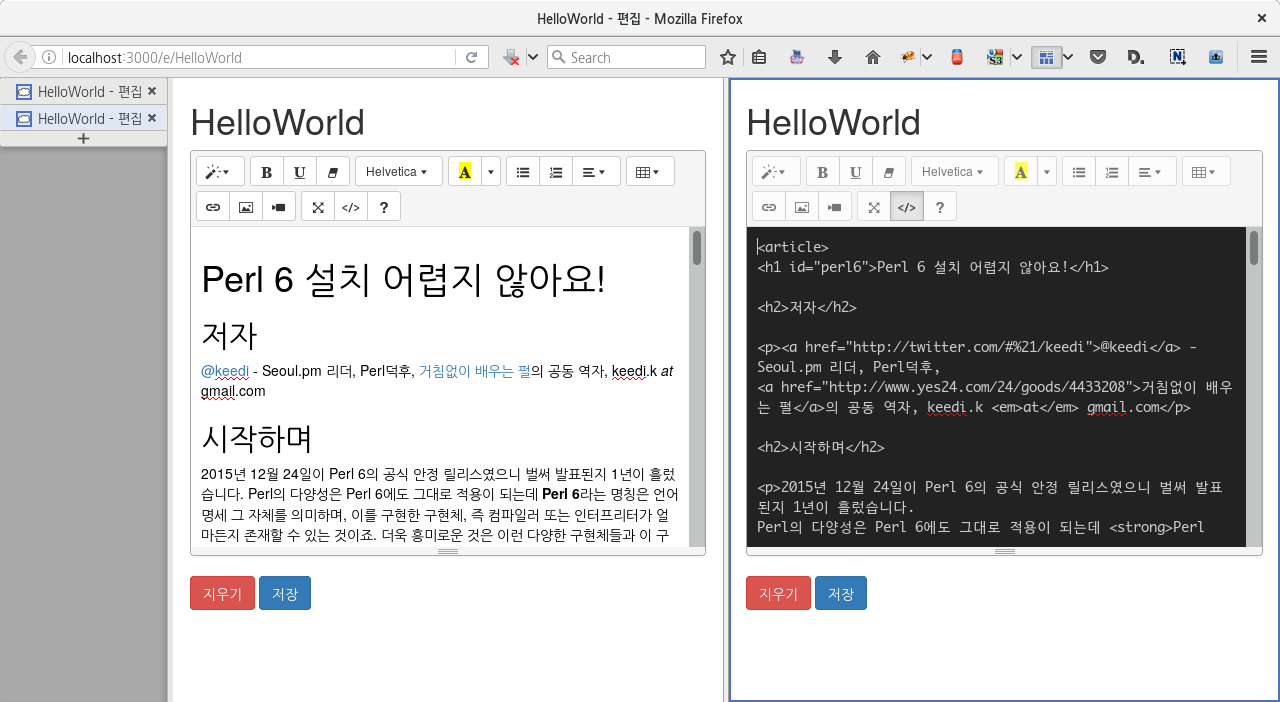 HelloWorld - 편집 - Mozilla Firefox
localhost:3000/e/HelloWorld
Search
HelloWorld - 편집
HelloWorld - 편집
HelloWorld
B U Helvetica A
</> ?
Perl 6 설치 어렵지 않아요!
저자
@keedi - Seoul.pm 리더, Perl덕후, 거침없이 배우는 펄의 공동 역자, keedi.k at
gmail.com
시작하며
2015년 12월 24일이 Perl 6의 공식 안정 릴리스였으니 벌써 발표된지 1년이 흘렀
습니다. Perl의 다양성은 Perl 6에도 그대로 적용이 되는데 Perl 6라는 명칭은 언어
명세 그 자체를 의미하며, 이를 구현한 구현체, 즉 컴파일러 또는 인터프리터가 얼
마든지 존재할 수 있는 것이죠. 더욱 흥미로운 것은 이런 다양한 구현체들과 이 구
지우기 저장
HelloWorld
B U Helvetica A
</> ?
<article>
<h1 id="perl6">Perl 6 설치 어렵지 않아요!</h1>
<h2>저자</h2>
<p><a href="http://twitter.com/#%21/keedi">@keedi</a> -
Seoul.pm 리더, Perl덕후,
<a href="http://www.yes24.com/24/goods/4433208">거침없이 배우
는 펄</a>의 공동 역자, keedi.k <em>at</em> gmail.com</p>
<h2>시작하며</h2>
<p>2015년 12월 24일이 Perl 6의 공식 안정 릴리스였으니 벌써 발표
된지 1년이 흘렀습니다.
Perl의 다양성은 Perl 6에도 그대로 적용이 되는데 <strong>Perl
지우기 저장